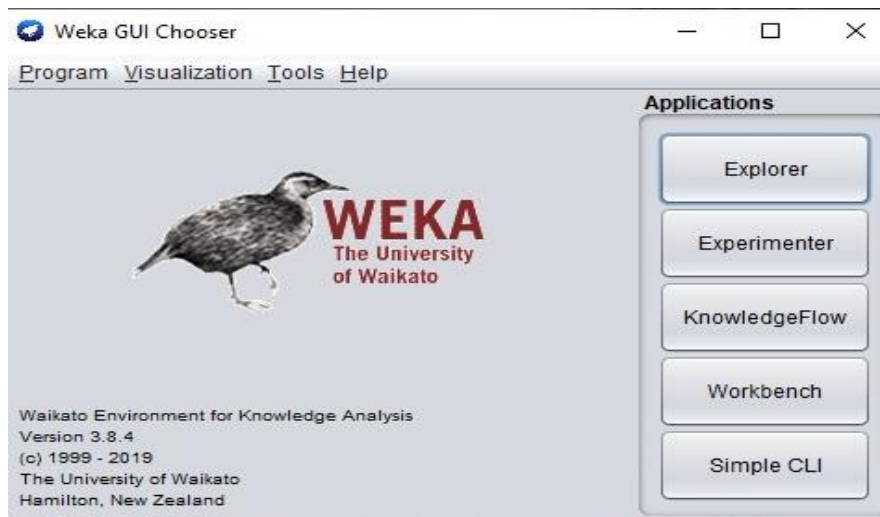 Weka GUI Chooser
Program Visualization Tools Help
Applications
Explorer
Experimenter
KnowledgeFlow
Workbench
Simple CLI
WEKA
The University
of Waikato
Waikato Environment for Knowledge Analysis
Version 3.8.4
(c) 1999 - 2019
The University of Waikato
Hamilton, New Zealand